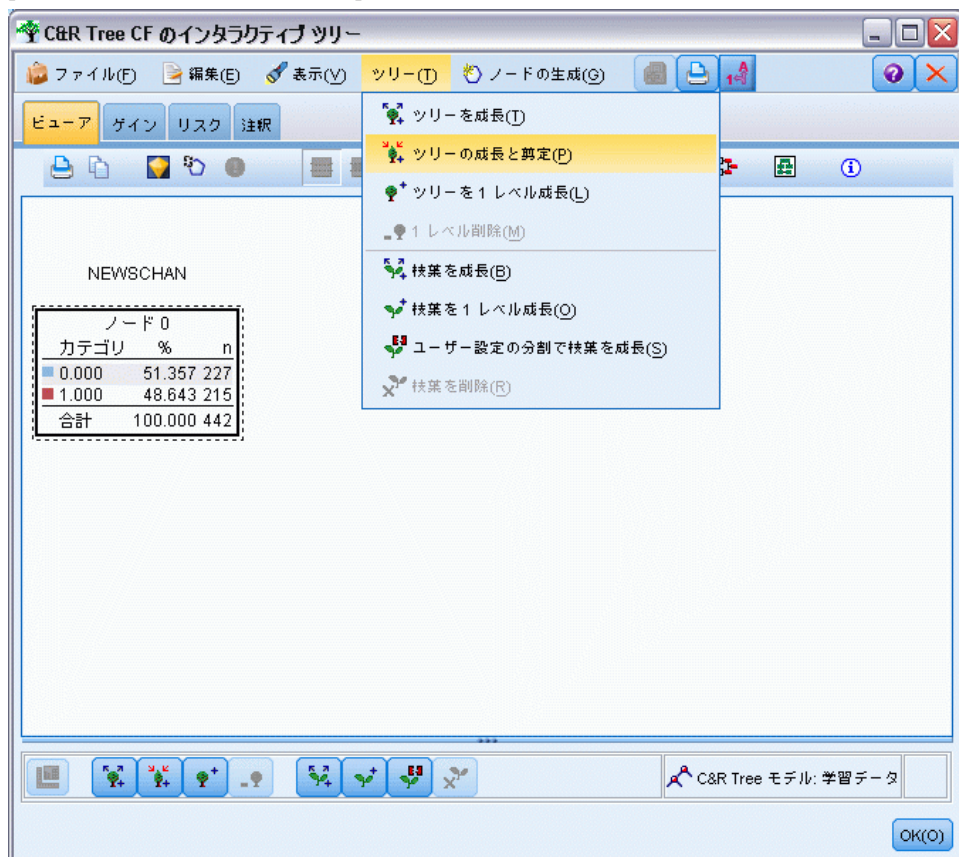 C&R Tree CF のインタラクティブ ツリー
ファイル(F) 編集(E) 表示(V) ツリー(T) ノードの生成(G)
ビューア ゲイン リスク 注釈
ツリーを成長(T)
ツリーの成長と剪定(P)
ツリーを 1 レベル成長(L)
1 レベル削除(M)
枝葉を成長(B)
枝葉を 1 レベル成長(O)
ユーザー設定の分割で枝葉を成長(S)
枝葉を削除(R)
NEWSCHAN
ノード 0
カテゴリ % n
0.000 51.357 227
1.000 48.643 215
合計 100.000 442
C&R Tree モデル: 学習データ
OK(O)